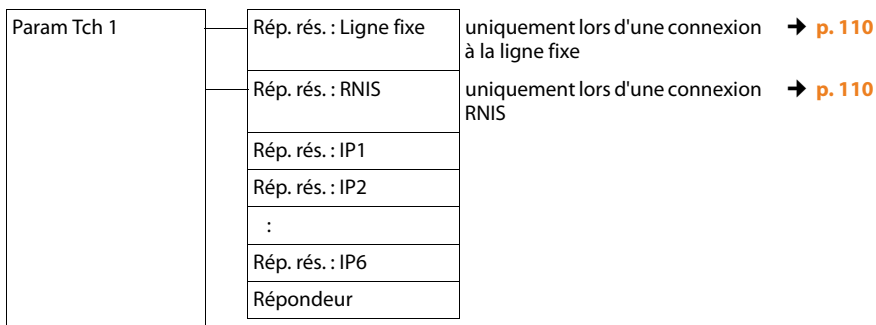 Param Tch 1 Rép. rés. : Ligne fixe uniquement lors d'une connexion ➔ p. 110
à la ligne fixe
Rép. rés. : RNIS uniquement lors d'une connexion ➔ p. 110
RNIS
Rép. rés. : IP1
Rép. rés. : IP2
:
Rép. rés. : IP6
Répondeur